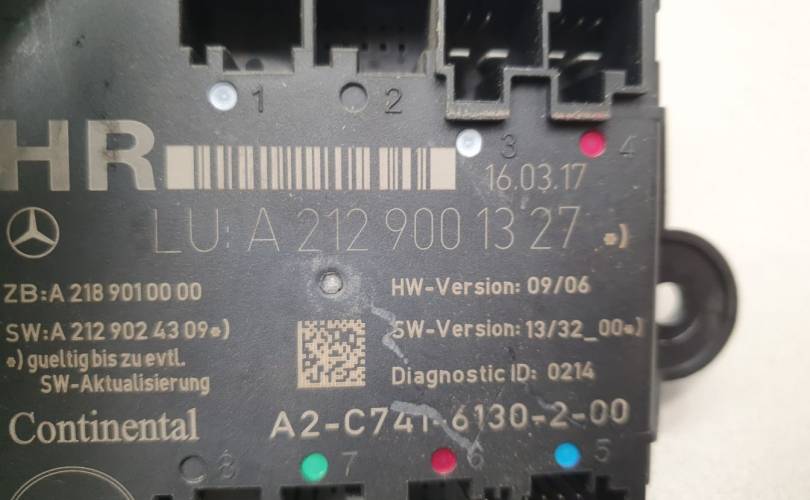 1 2
3 4
HR
16.03.17
LU: A 212 900 13 27 *)
ZB:A 218 901 00 00
HW-Version: 09/06
SW:A 212 902 43 09*)
SW-Version: 13/32_00*)
*) gueltig bis zu evtl.
SW-Aktualisierung
Diagnostic ID: 0214
Continental
A2-C741-6130-2-00
8 7 6 5